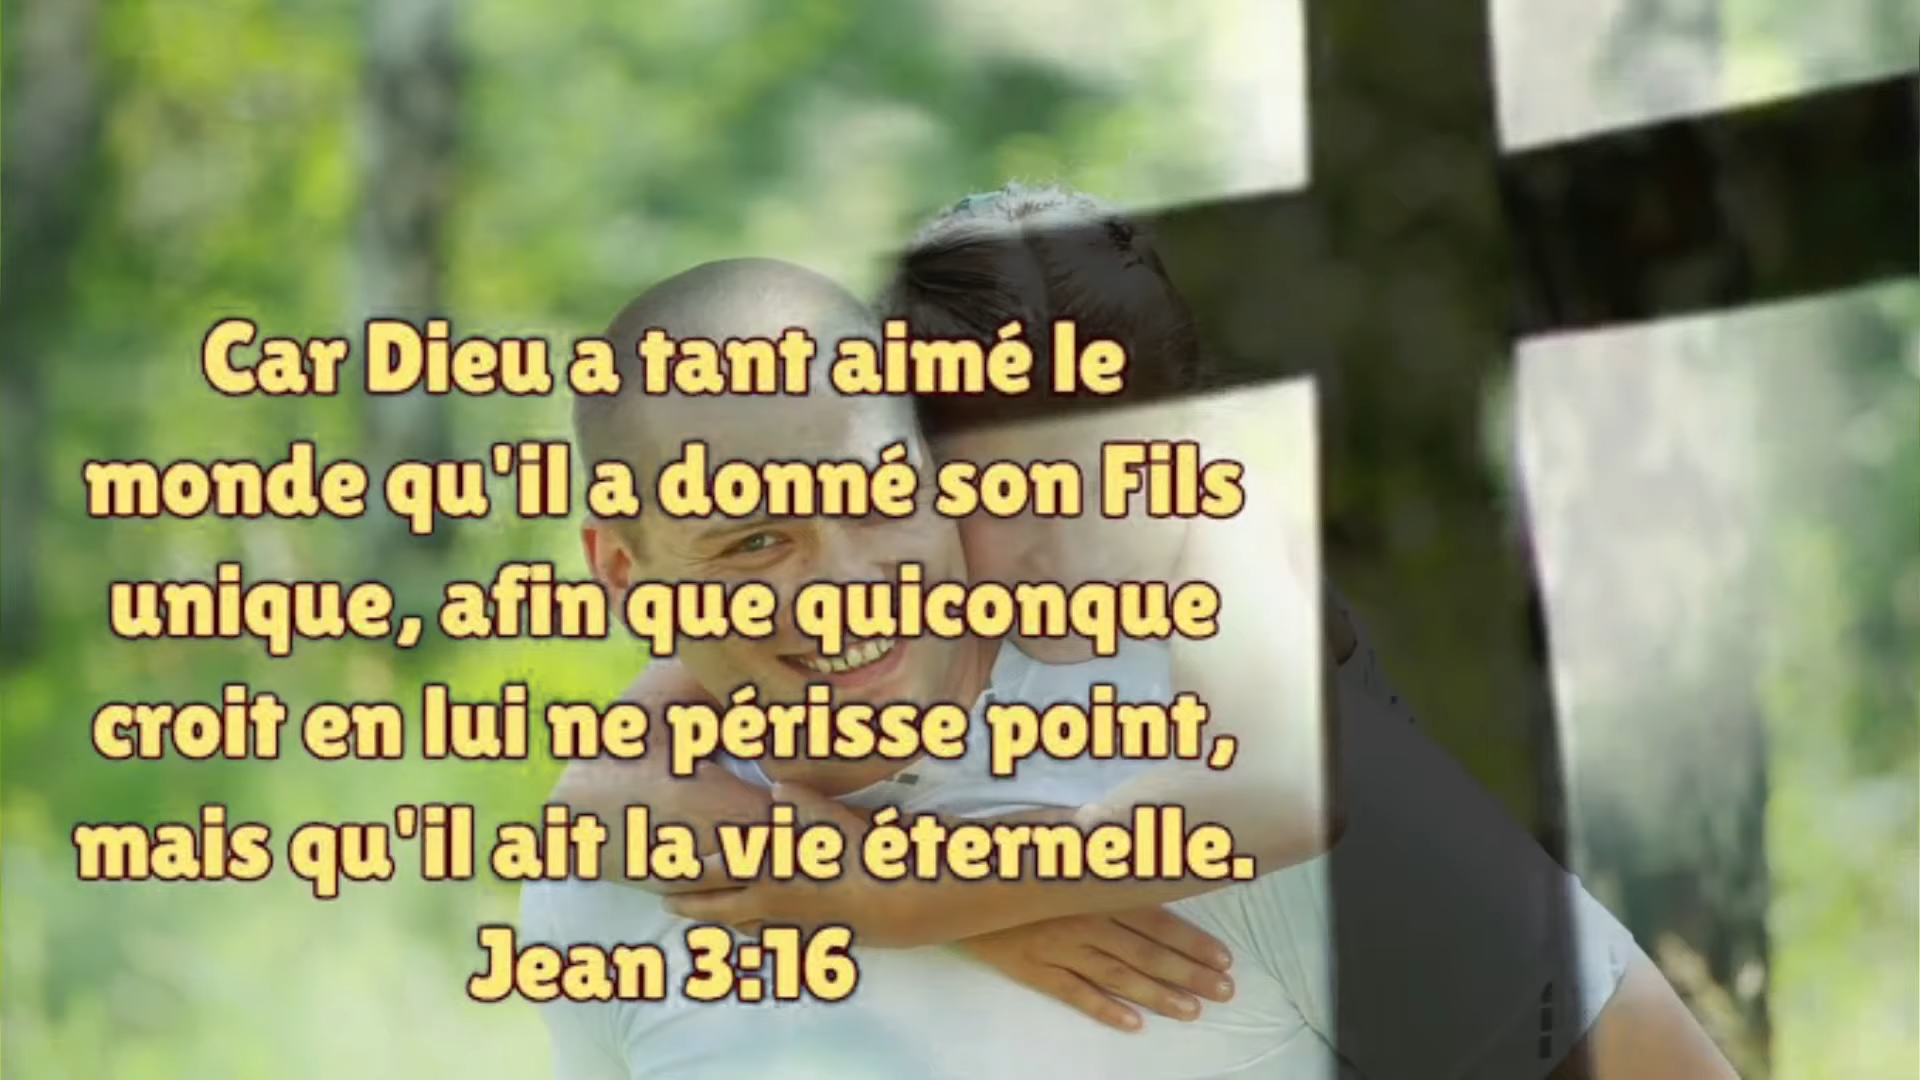 Car Dieu a tant aimé le
monde qu'il a donné son Fils
unique, afin que quiconque
croit en lui ne périsse point,
mais qu'il ait la vie éternelle.
Jean 3:16